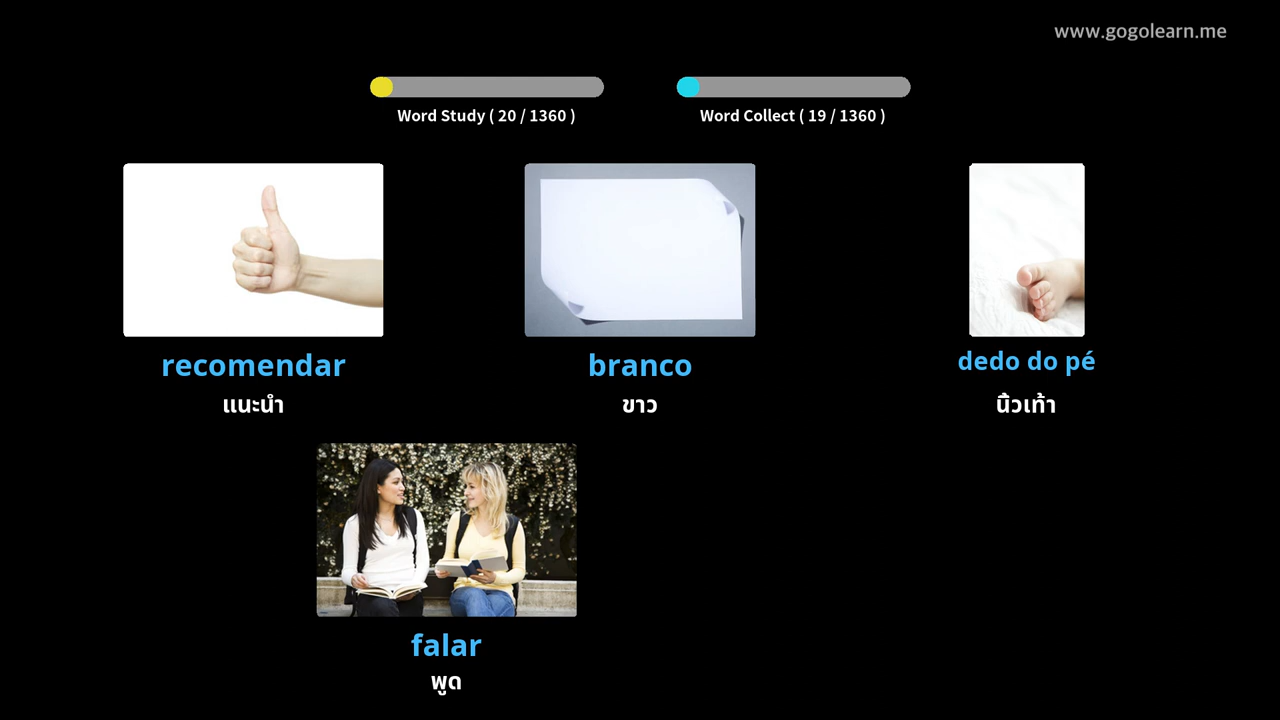 www.gogolearn.me
Word Study ( 20 / 1360 )
Word Collect ( 19 / 1360 )
recomendar
แนะนำ
branco
ขาว
dedo do pé
นิ้วเท้า
falar
พูด